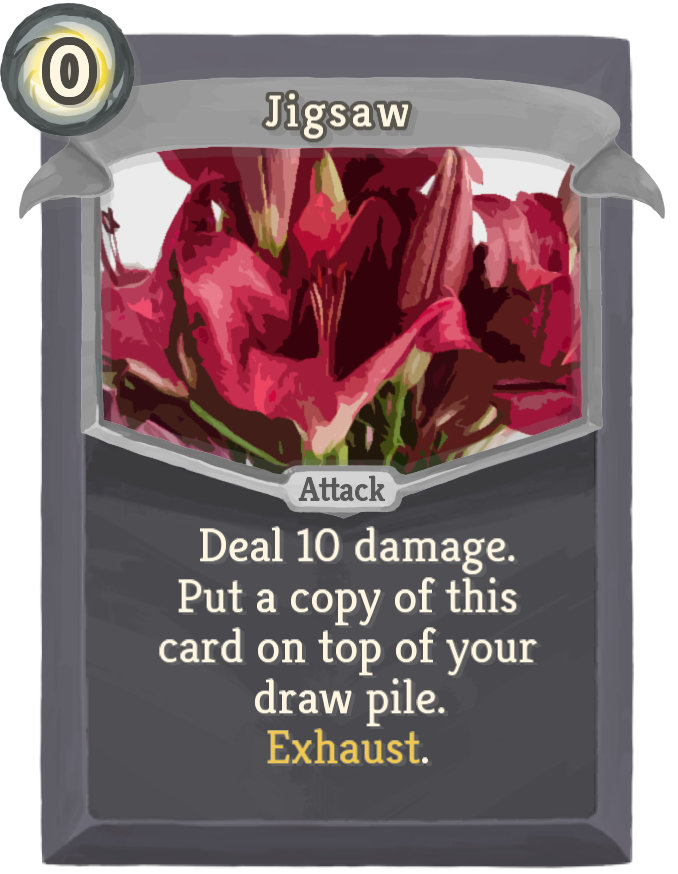 0
Jigsaw
Attack
Deal 10 damage.
Put a copy of this
card on top of your
draw pile.
Exhaust.